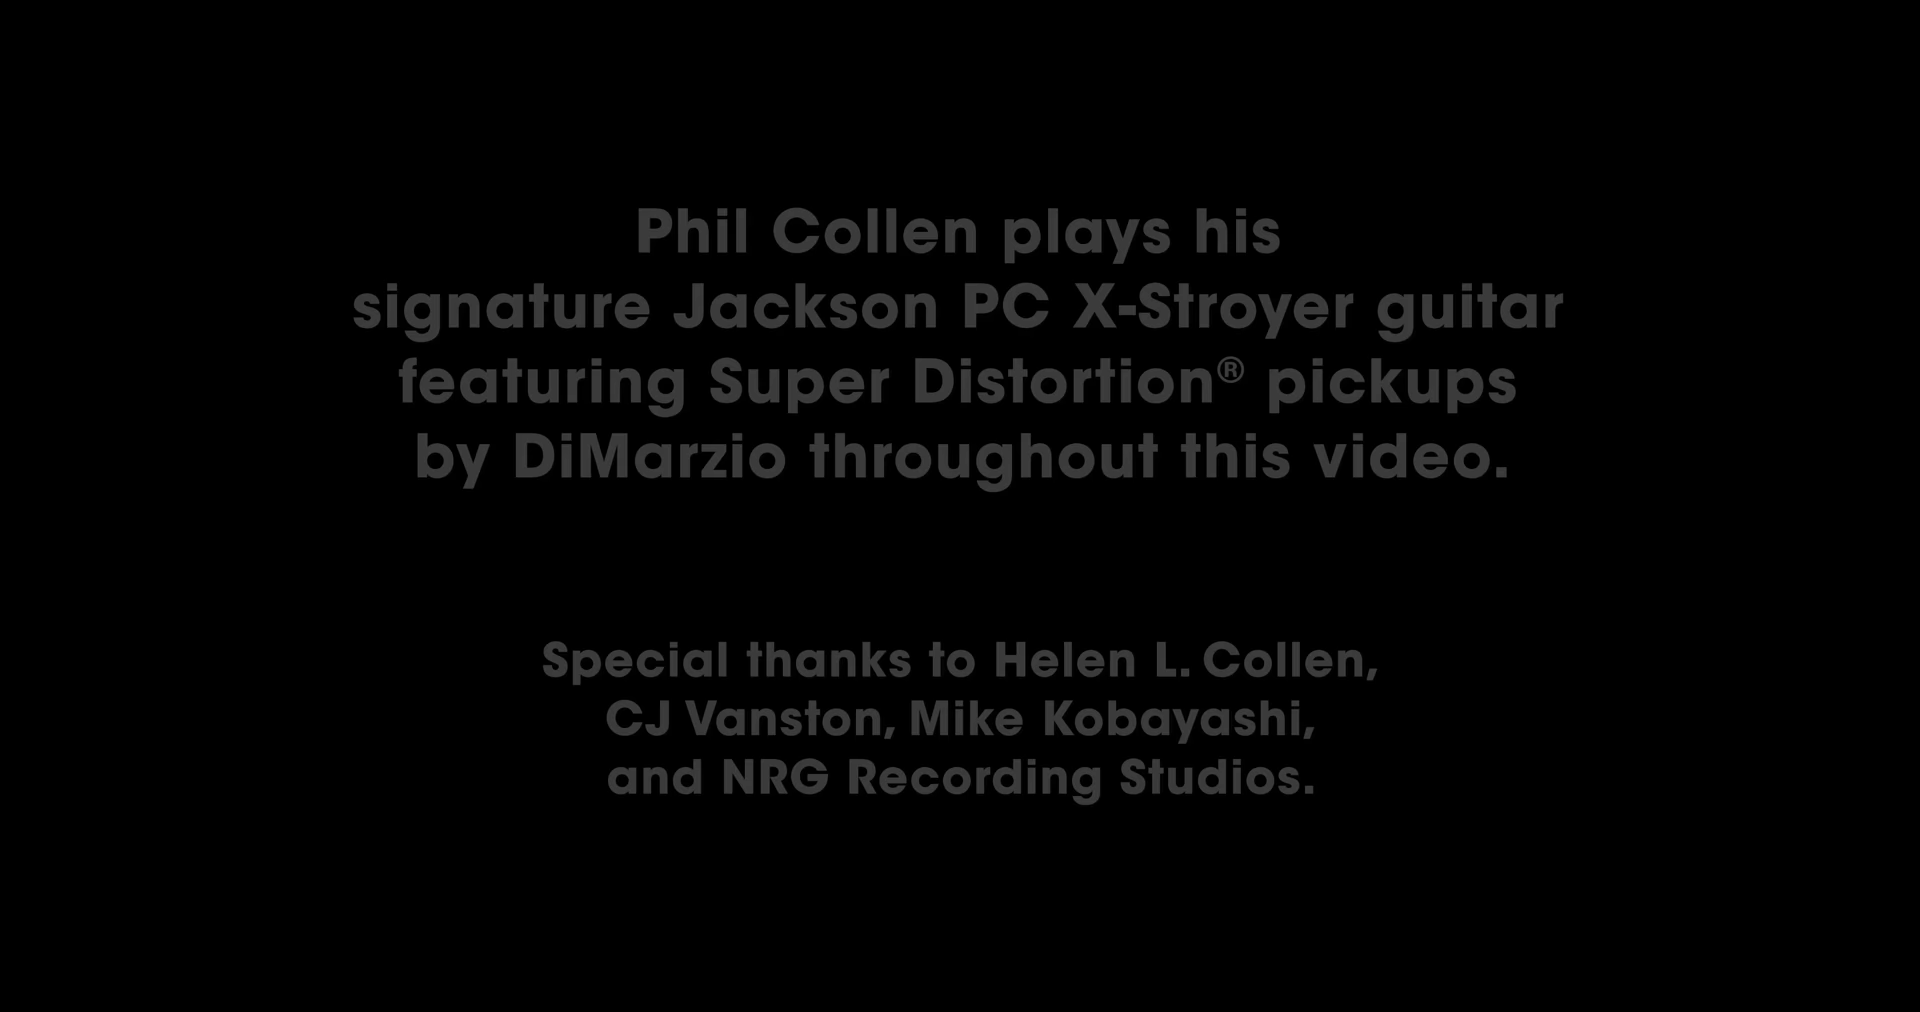 Phil Collen plays his
signature Jackson PC X-Stroyer guitar
featuring Super Distortion® pickups
by DiMarzio throughout this video.
Special thanks to Helen L. Collen,
CJ Vanston, Mike Kobayashi,
and NRG Recording Studios.